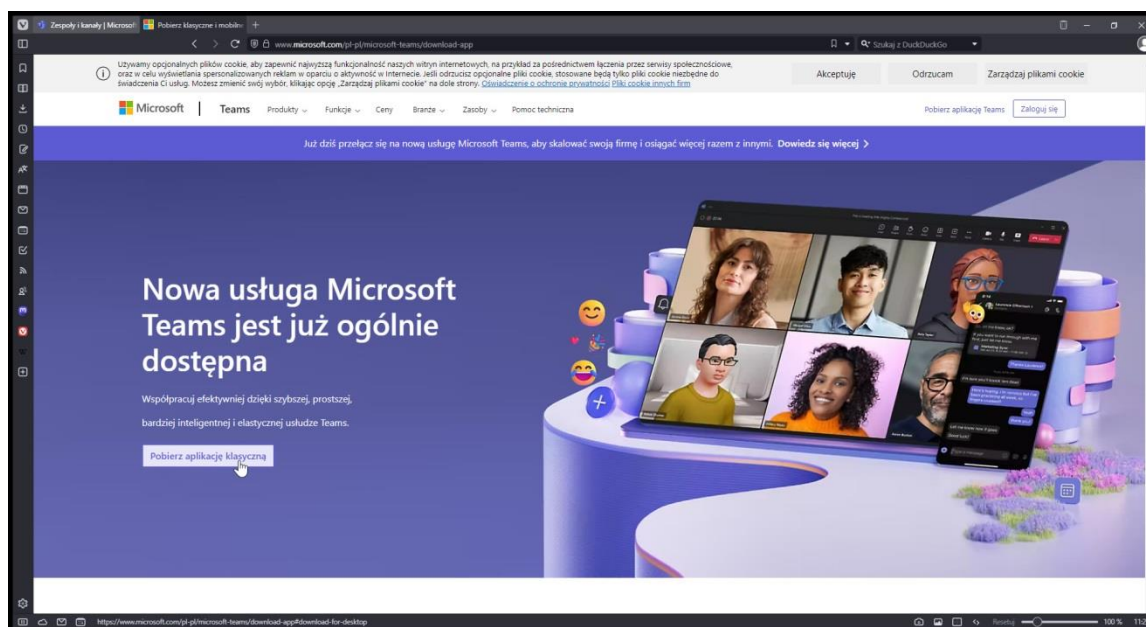 Zespoły i kanały | Microsoft
Pobierz klasyczne i mobiln
www.microsoft.com/pl-pl/microsoft-teams/download-app
Szukaj z DuckDuckGo
Używamy opcjonalnych plików cookie, aby zapewnić najwyższą funkcjonalność naszych witryn internetowych, na przykład za pośrednictwem łączenia przez serwisy społecznościowe,
oraz w celu wyświetlania spersonalizowanych reklam w oparciu o aktywność w Internecie. Jeśli odrzucisz opcjonalne pliki cookie, stosowane będą tylko pliki cookie niezbędne do
świadczenia Ci usług. Możesz zmienić swój wybór, klikając opcję „Zarządzaj plikami cookie" na dole strony. Oświadczenie o ochronie prywatności Pliki cookie innych firm
Akceptuję
Odrzucam
Zarządzaj plikami cookie
Microsoft
Teams
Produkty
Funkcje
Ceny
Branże
Zasoby
Pomoc techniczna
Pobierz aplikację Teams
Zaloguj się
Już dziś przełącz się na nową usługę Microsoft Teams, aby skalować swoją firmę i osiągać więcej razem z innymi. Dowiedz się więcej
Nowa usługa Microsoft
Teams jest już ogólnie
dostępna
Współpracuj efektywniej dzięki szybszej, prostszej,
bardziej inteligentnej i elastycznej usłudze Teams.
Pobierz aplikację klasyczną
https://www.microsoft.com/pl-pl/microsoft-teams/download-app#download-for-desktop
Resetuj
100 %